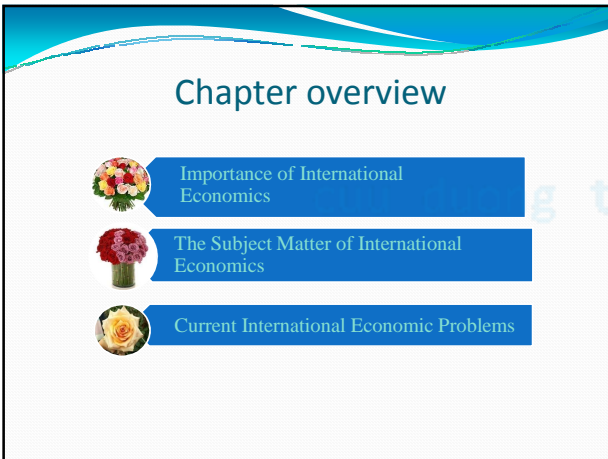 Chapter overview
Importance of International
Economics
The Subject Matter of International
Economics
Current International Economic Problems